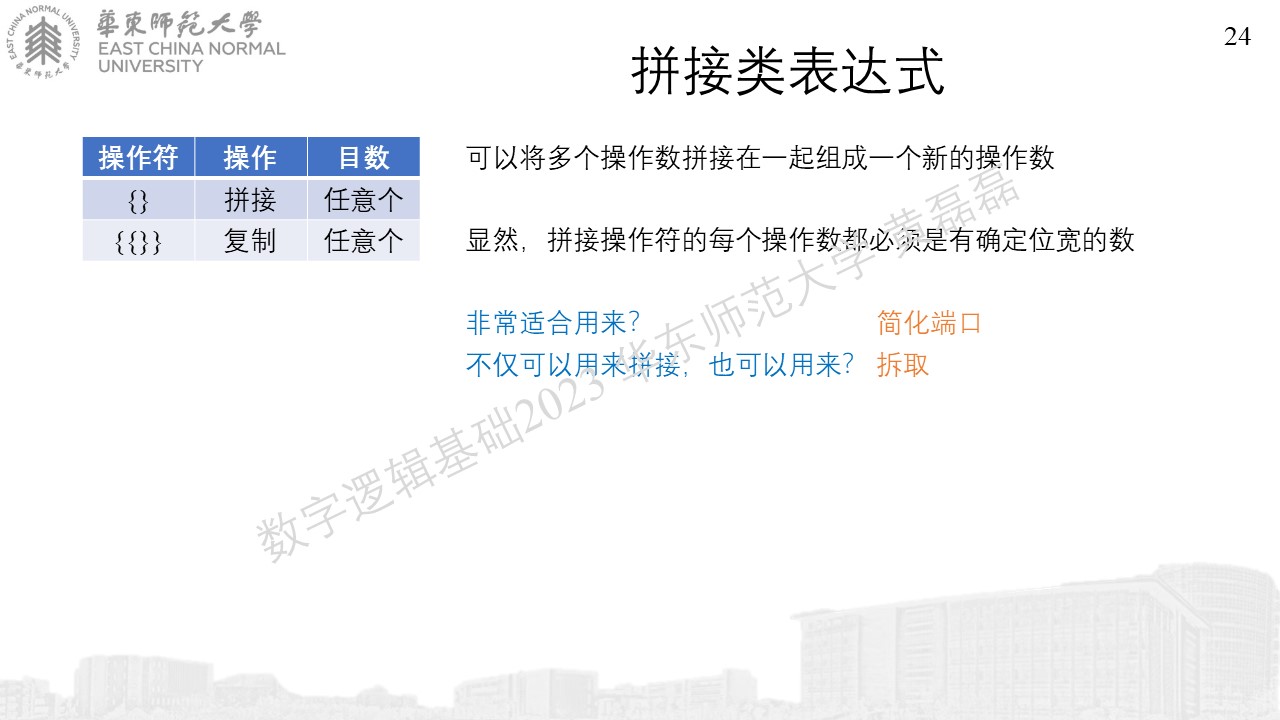 EAST CHINA NORMAL UNIVERSITY
華東師範大學
華東師範大學
EAST CHINA NORMAL
UNIVERSITY
24
拼接类表达式
操作符 操作 目数
{} 拼接 任意个
{{}} 复制 任意个
可以将多个操作数拼接在一起组成一个新的操作数
显然，拼接操作符的每个操作数都必须是有确定位宽的数
非常适合用来？ 简化端口
不仅可以用来拼接，也可以用来？ 拆取
数字逻辑基础2023 华东师范大学 黄磊磊